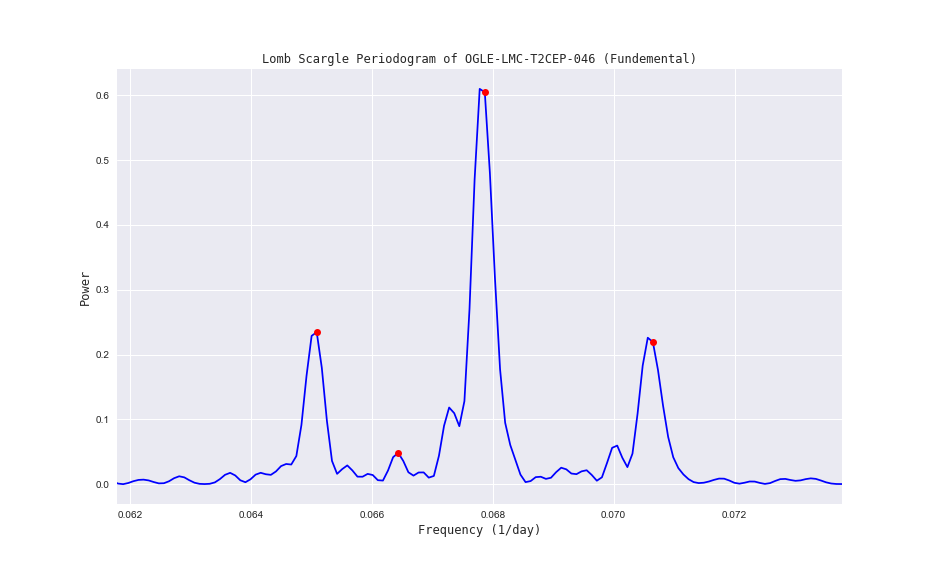 Lomb Scargle Periodogram of OGLE-LMC-T2CEP-046 (Fundemental)
0.6
0.5
0.4
0.3
0.2
0.1
0.0
Power
0.062 0.064 0.066 0.068 0.070 0.072
Frequency (1/day)